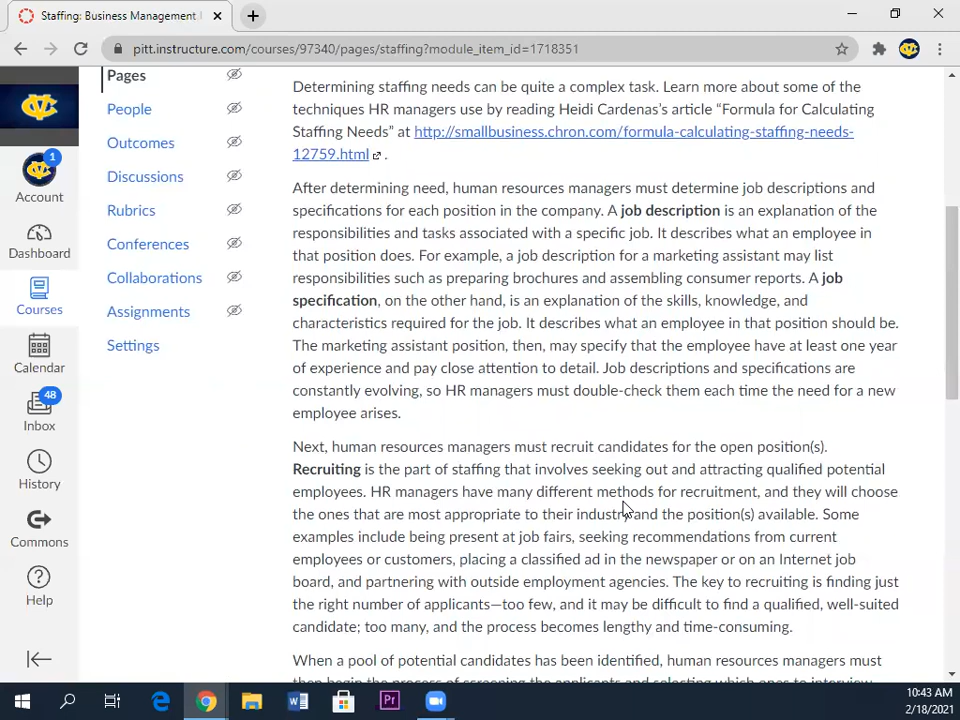 Staffing: Business Management
pitt.instructure.com/courses/97340/pages/staffing?module_item_id=1718351
VC
1
Account
Dashboard
Courses
Calendar
48
Inbox
History
Commons
Help
Pages
People
Outcomes
Discussions
Rubrics
Conferences
Collaborations
Assignments
Settings
Determining staffing needs can be quite a complex task. Learn more about some of the
techniques HR managers use by reading Heidi Cardenas's article “Formula for Calculating
Staffing Needs” at http://smallbusiness.chron.com/formula-calculating-staffing-needs-
12759.html .
After determining need, human resources managers must determine job descriptions and
specifications for each position in the company. A job description is an explanation of the
responsibilities and tasks associated with a specific job. It describes what an employee in
that position does. For example, a job description for a marketing assistant may list
responsibilities such as preparing brochures and assembling consumer reports. A job
specification, on the other hand, is an explanation of the skills, knowledge, and
characteristics required for the job. It describes what an employee in that position should be.
The marketing assistant position, then, may specify that the employee have at least one year
of experience and pay close attention to detail. Job descriptions and specifications are
constantly evolving, so HR managers must double-check them each time the need for a new
employee arises.
Next, human resources managers must recruit candidates for the open position(s).
Recruiting is the part of staffing that involves seeking out and attracting qualified potential
employees. HR managers have many different methods for recruitment, and they will choose
the ones that are most appropriate to their industry and the position(s) available. Some
examples include being present at job fairs, seeking recommendations from current
employees or customers, placing a classified ad in the newspaper or on an Internet job
board, and partnering with outside employment agencies. The key to recruiting is finding just
the right number of applicants—too few, and it may be difficult to find a qualified, well-suited
candidate; too many, and the process becomes lengthy and time-consuming.
When a pool of potential candidates has been identified, human resources managers must
then begin the process of screening the applicants and selecting which ones to interview
Pr
10:43 AM
2/18/2021